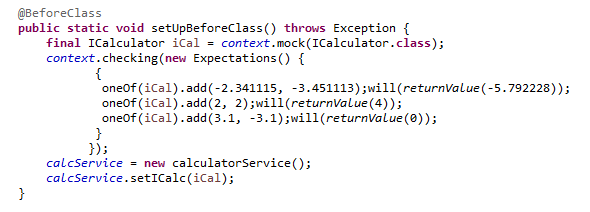 @BeforeClass
public static void setUpBeforeClass() throws Exception {
    final ICalculator iCal = context.mock(ICalculator.class);
    context.checking(new Expectations() {
            {
             oneOf(iCal).add(-2.341115, -3.451113);will(returnValue(-5.792228));
             oneOf(iCal).add(2, 2);will(returnValue(4));
             oneOf(iCal).add(3.1, -3.1);will(returnValue(0));
            }
           });
    calcService = new calculatorService();
    calcService.setICalc(iCal);
}